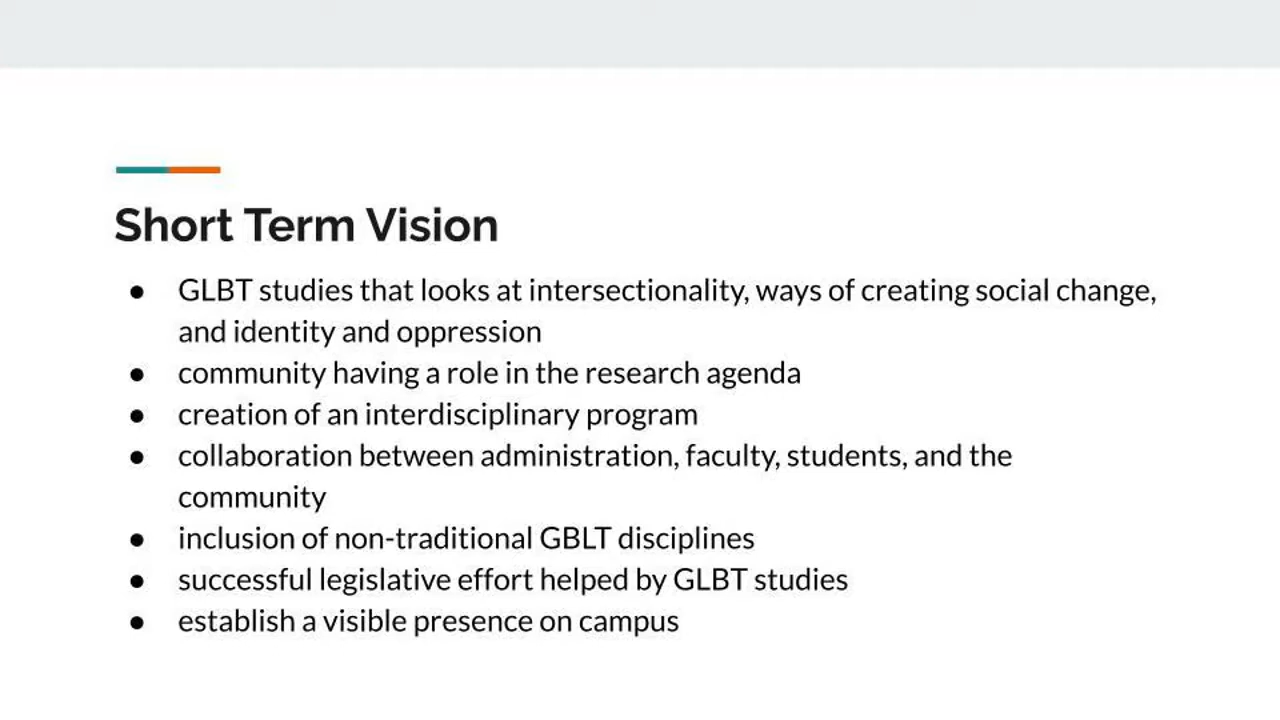 Short Term Vision
● GLBT studies that looks at intersectionality, ways of creating social change,
and identity and oppression
● community having a role in the research agenda
● creation of an interdisciplinary program
● collaboration between administration, faculty, students, and the
community
● inclusion of non-traditional GBLT disciplines
● successful legislative effort helped by GLBT studies
● establish a visible presence on campus